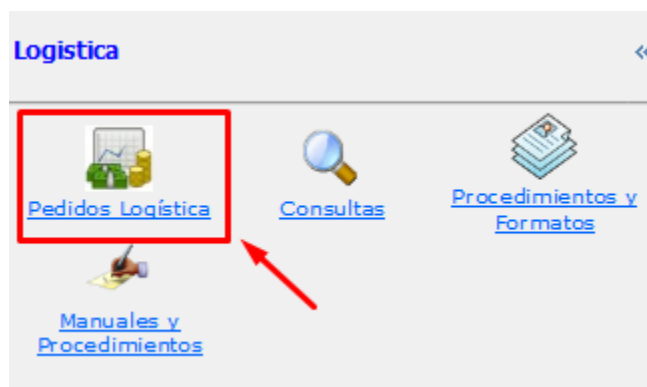 Logistica
«
Pedidos Logística
Consultas
Procedimientos y
Formatos
Manuales y
Procedimientos